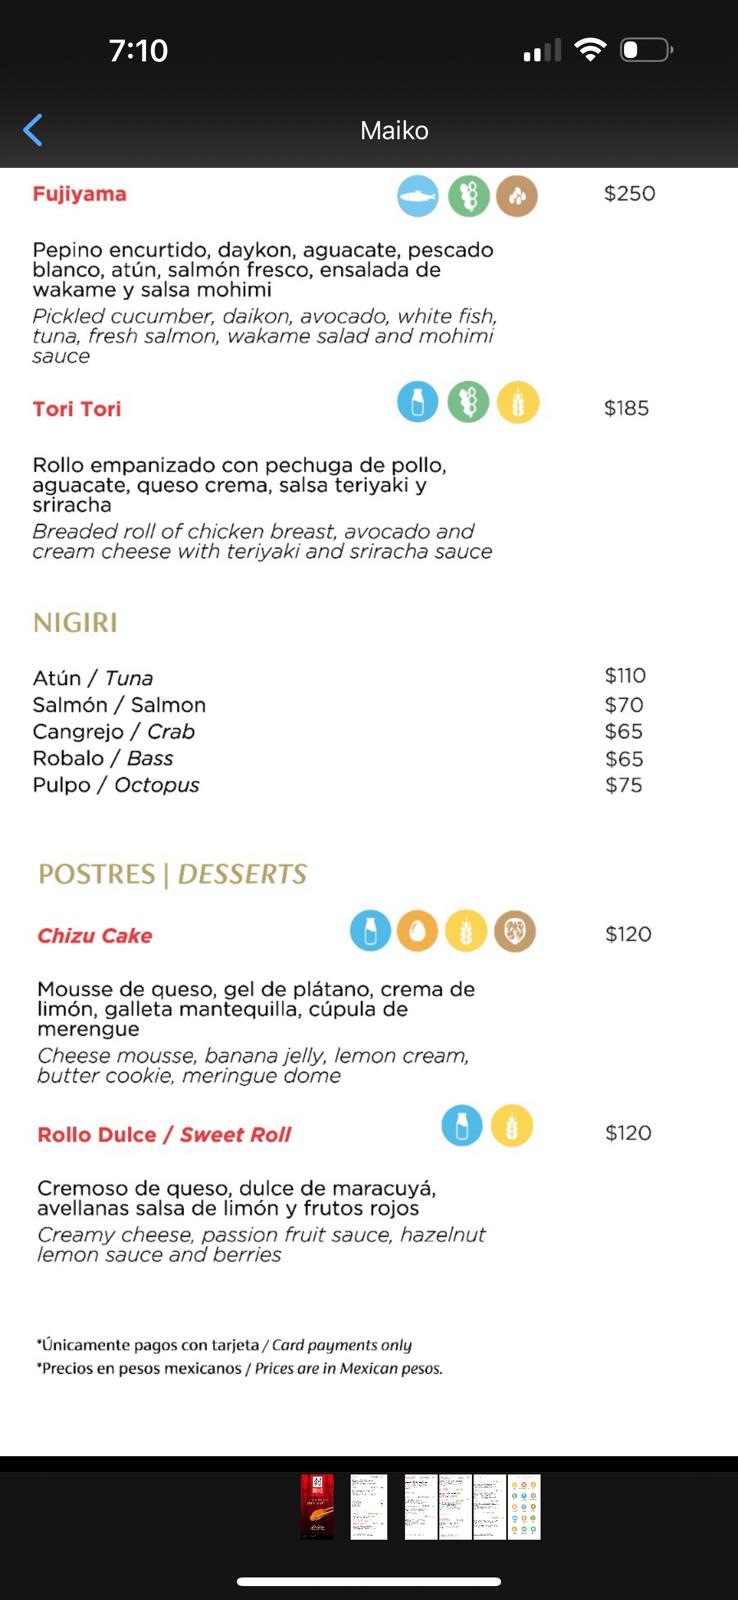 7:10
Maiko
Fujiyama $250
Pepino encurtido, daykon, aguacate, pescado
blanco, atún, salmón fresco, ensalada de
wakame y salsa mohimi
Pickled cucumber, daikon, avocado, white fish,
tuna, fresh salmon, wakame salad and mohimi
sauce
Tori Tori $185
Rollo empanizado con pechuga de pollo,
aguacate, queso crema, salsa teriyaki y
sriracha
Breaded roll of chicken breast, avocado and
cream cheese with teriyaki and sriracha sauce
NIGIRI
Atún / Tuna $110
Salmón / Salmon $70
Cangrejo / Crab $65
Robalo / Bass $65
Pulpo / Octopus $75
POSTRES | DESSERTS
Chizu Cake $120
Mousse de queso, gel de plátano, crema de
limón, galleta mantequilla, cúpula de
merengue
Cheese mousse, banana jelly, lemon cream,
butter cookie, meringue dome
Rollo Dulce / Sweet Roll $120
Cremoso de queso, dulce de maracuyá,
avellanas salsa de limón y frutos rojos
Creamy cheese, passion fruit sauce, hazelnut
lemon sauce and berries
*Únicamente pagos con tarjeta / Card payments only
*Precios en pesos mexicanos / Prices are in Mexican pesos.